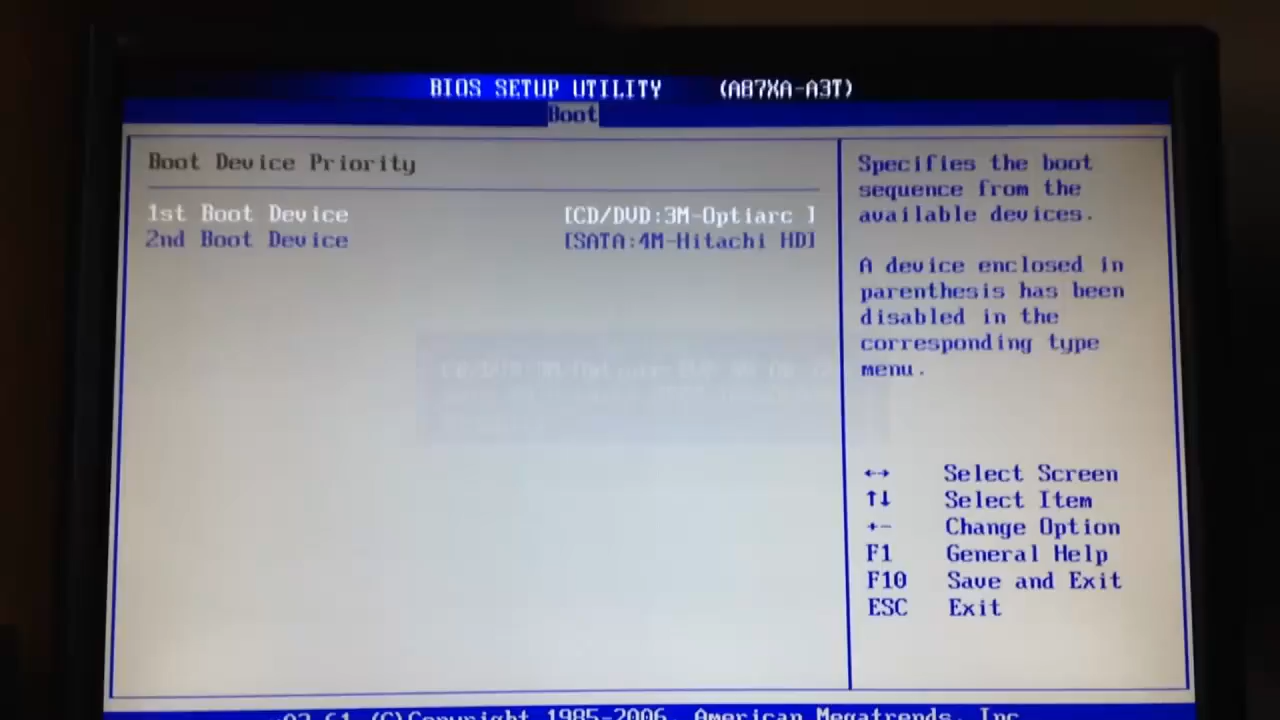 BIOS SETUP UTILITY (A87XA-A3T)
Boot
Boot Device Priority
1st Boot Device [CD/DVD:3M-Optiarc ]
2nd Boot Device [SATA:4M-Hitachi HD]
Specifies the boot
sequence from the
available devices.
A device enclosed in
parenthesis has been
disabled in the
corresponding type
menu.
↔ Select Screen
↑↓ Select Item
+- Change Option
F1 General Help
F10 Save and Exit
ESC Exit
v02.61 (C)Copyright 1985-2006, American Megatrends, Inc.